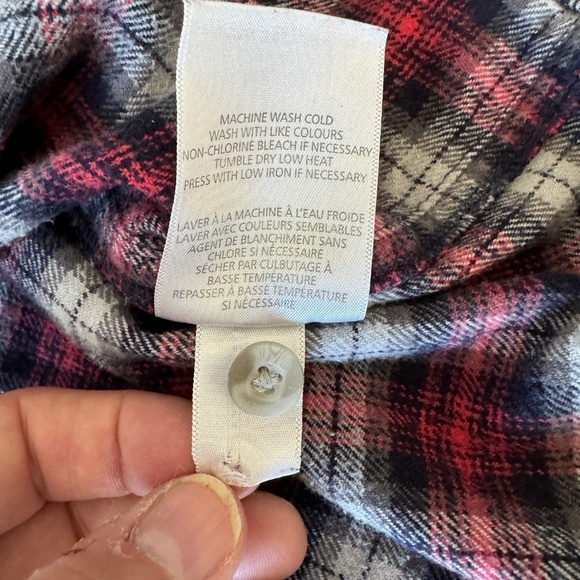 MACHINE WASH COLD
WASH WITH LIKE COLOURS
NON-CHLORINE BLEACH IF NECESSARY
TUMBLE DRY LOW HEAT
PRESS WITH LOW IRON IF NECESSARY
LAVER À LA MACHINE À L'EAU FROIDE
LAVER AVEC COULEURS SEMBLABLES
AGENT DE BLANCHIMENT SANS
CHLORE SI NÉCESSAIRE
SÉCHER PAR CULBUTAGE À
BASSE TEMPÉRATURE
REPASSER À BASSE TEMPÉRATURE
SI NÉCESSAIRE